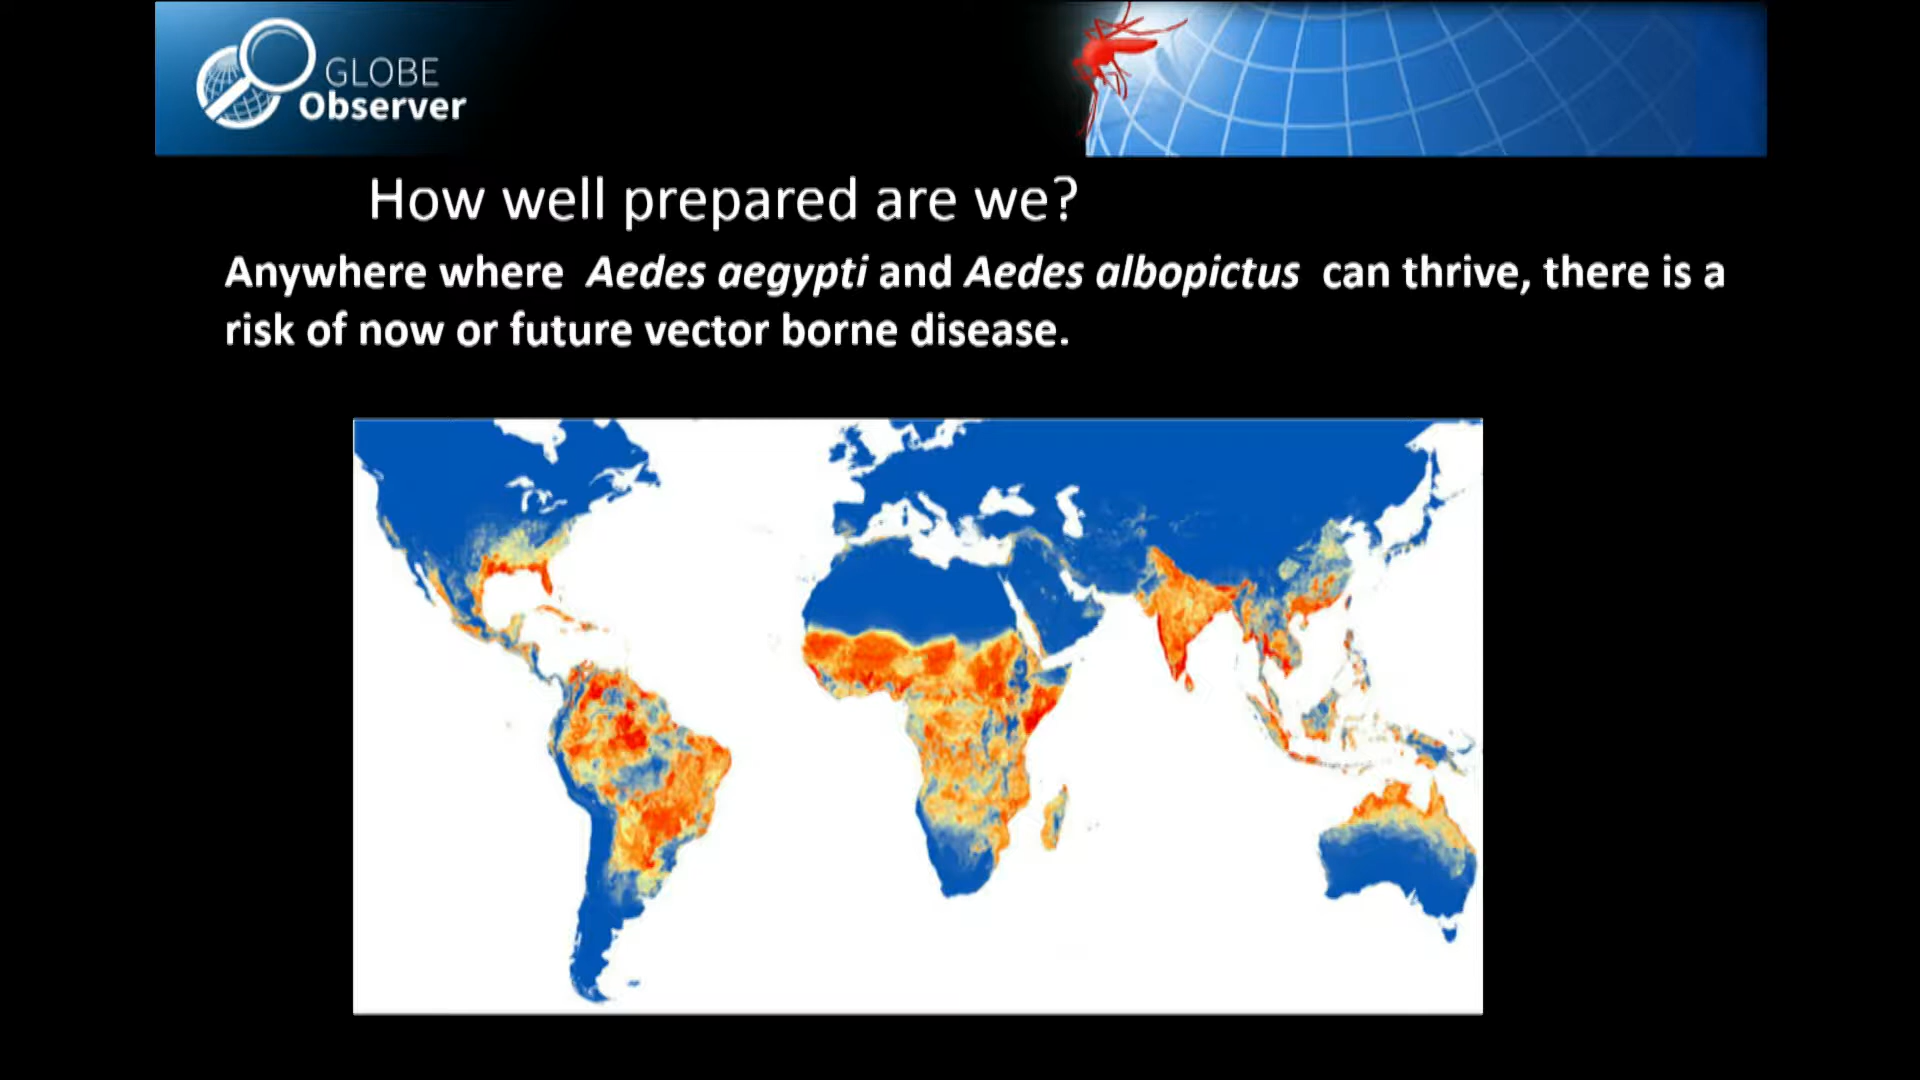 GLOBE
Observer
How well prepared are we?
Anywhere where Aedes aegypti and Aedes albopictus can thrive, there is a
risk of now or future vector borne disease.